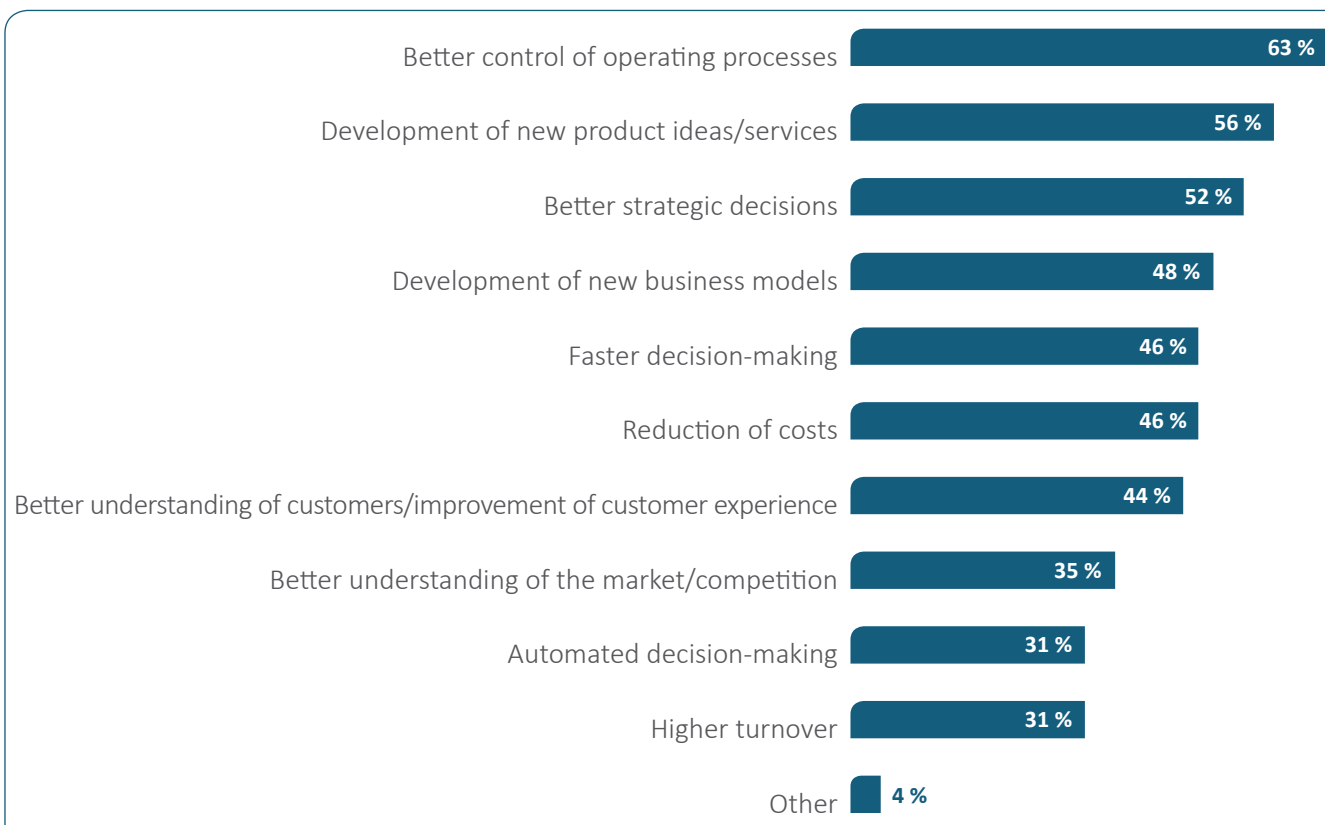 Better control of operating processes 63 %
Development of new product ideas/services 56 %
Better strategic decisions 52 %
Development of new business models 48 %
Faster decision-making 46 %
Reduction of costs 46 %
Better understanding of customers/improvement of customer experience 44 %
Better understanding of the market/competition 35 %
Automated decision-making 31 %
Higher turnover 31 %
Other 4 %